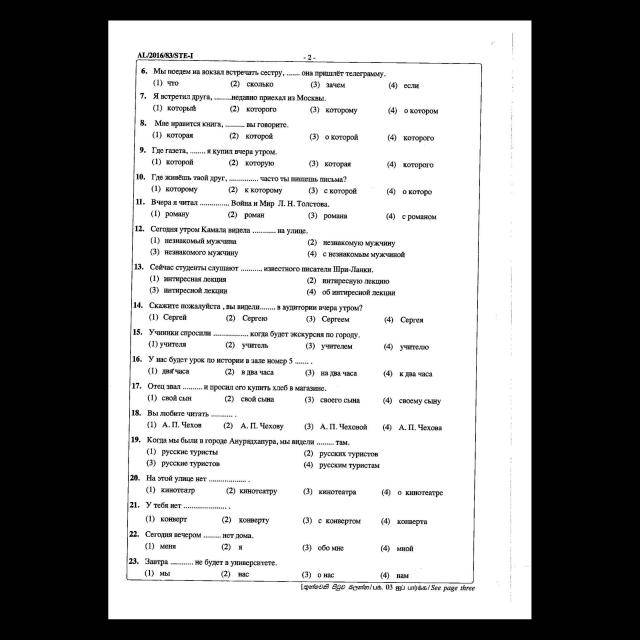 AL/2016/83/STE-I
- 2 -
6. Мы поедем на вокзал встречать сестру, ....... она пришлёт телеграмму.
(1) что (2) сколько (3) зачем (4) если
7. Я встретил друга, .........недавно приехал из Москвы.
(1) который (2) которого (3) которому (4) о котором
8. Мне нравится книга, ......... вы говорите.
(1) которая (2) которой (3) о которой (4) которого
9. Где газета, ........ я купил вчера утром.
(1) которой (2) которую (3) которая (4) которого
10. Где живёшь твой друг, .............. часто ты пишешь письма?
(1) которому (2) к которому (3) с которой (4) о которо
11. Вчера я читал .............. Война и Мир Л. Н. Толстова.
(1) роману (2) роман (3) романа (4) с романом
12. Сегодня утром Камала видела ........... на улице.
(1) незнакомый мужчина (2) незнакомую мужчину
(3) незнакомого мужчину (4) с незнакомым мужчиной
13. Сейчас студенты слушают .......... известного писателя Шри-Ланки.
(1) интиресная лекция (2) интиресную лекцию
(3) интиресной лекции (4) об интиресной лекции
14. Скажите пожалуйста , вы видели........ в аудитории вчера утром?
(1) Сергей (2) Сергею (3) Сергеем (4) Сергея
15. Учиники спросили ................. когда будет экскурсия по городу.
(1) учителя (2) учитель (3) учителем (4) учителю
16. У нас будет урок по истории в зале номер 5 ....... .
(1) два часа (2) в два часа (3) на два часа (4) к два часа
17. Отец звал .......... и просил его купить хлеб в магазине.
(1) свой сын (2) свой сына (3) своего сына (4) своему сыну
18. Вы любите читать ........... .
(1) А. П. Чехов (2) А. П. Чехову (3) А. П. Чеховой (4) А. П. Чехова
19. Когда мы были в городе Анурядхапура, мы видели ......... там.
(1) русские туристы (2) русских туристов
(3) русские туристов (4) русским туристам
20. На этой улице нет .................. .
(1) кинотеатр (2) кинотеатру (3) кинотеатра (4) о кинотеатре
21. У тебя нет ..................... .
(1) конверт (2) конверту (3) с конвертом (4) конверта
22. Сегодня вечером ......... нет дома.
(1) меня (2) я (3) обо мне (4) мной
23. Завтра ........... не будет в университете.
(1) мы (2) нас (3) о нас (4) нам
[තුන්වෙනි පිටුව බලන්න/பக். 03 ஐப் பார்க்க/See page three